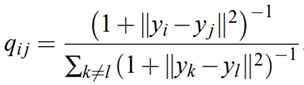 q_{ij} = \frac{(1 + \|y_i - y_j\|^2)^{-1}}{\sum_{k \neq l} (1 + \|y_k - y_l\|^2)^{-1}}.